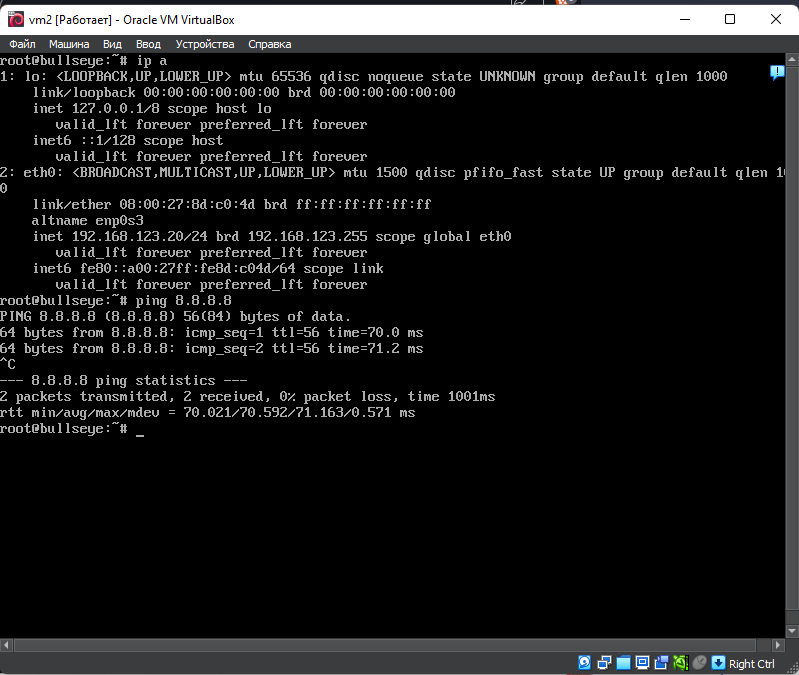 vm2 [Работает] - Oracle VM VirtualBox
Файл Машина Вид Ввод Устройства Справка
root@bullseye:~# ip a
1: lo: <LOOPBACK,UP,LOWER_UP> mtu 65536 qdisc noqueue state UNKNOWN group default qlen 1000
    link/loopback 00:00:00:00:00:00 brd 00:00:00:00:00:00
    inet 127.0.0.1/8 scope host lo
       valid_lft forever preferred_lft forever
    inet6 ::1/128 scope host
       valid_lft forever preferred_lft forever
2: eth0: <BROADCAST,MULTICAST,UP,LOWER_UP> mtu 1500 qdisc pfifo_fast state UP group default qlen 10
0
    link/ether 08:00:27:8d:c0:4d brd ff:ff:ff:ff:ff:ff
    altname enp0s3
    inet 192.168.123.20/24 brd 192.168.123.255 scope global eth0
       valid_lft forever preferred_lft forever
    inet6 fe80::a00:27ff:fe8d:c04d/64 scope link
       valid_lft forever preferred_lft forever
root@bullseye:~# ping 8.8.8.8
PING 8.8.8.8 (8.8.8.8) 56(84) bytes of data.
64 bytes from 8.8.8.8: icmp_seq=1 ttl=56 time=70.0 ms
64 bytes from 8.8.8.8: icmp_seq=2 ttl=56 time=71.2 ms
^C
--- 8.8.8.8 ping statistics ---
2 packets transmitted, 2 received, 0% packet loss, time 1001ms
rtt min/avg/max/mdev = 70.021/70.592/71.163/0.571 ms
root@bullseye:~# _
Right Ctrl